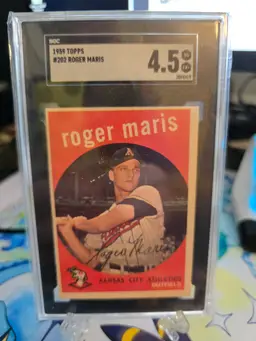 SGC
1959 TOPPS
#202 ROGER MARIS
4.5
roger maris
A
Roger Maris
KANSAS CITY ATHLETICS
OUTFIELD